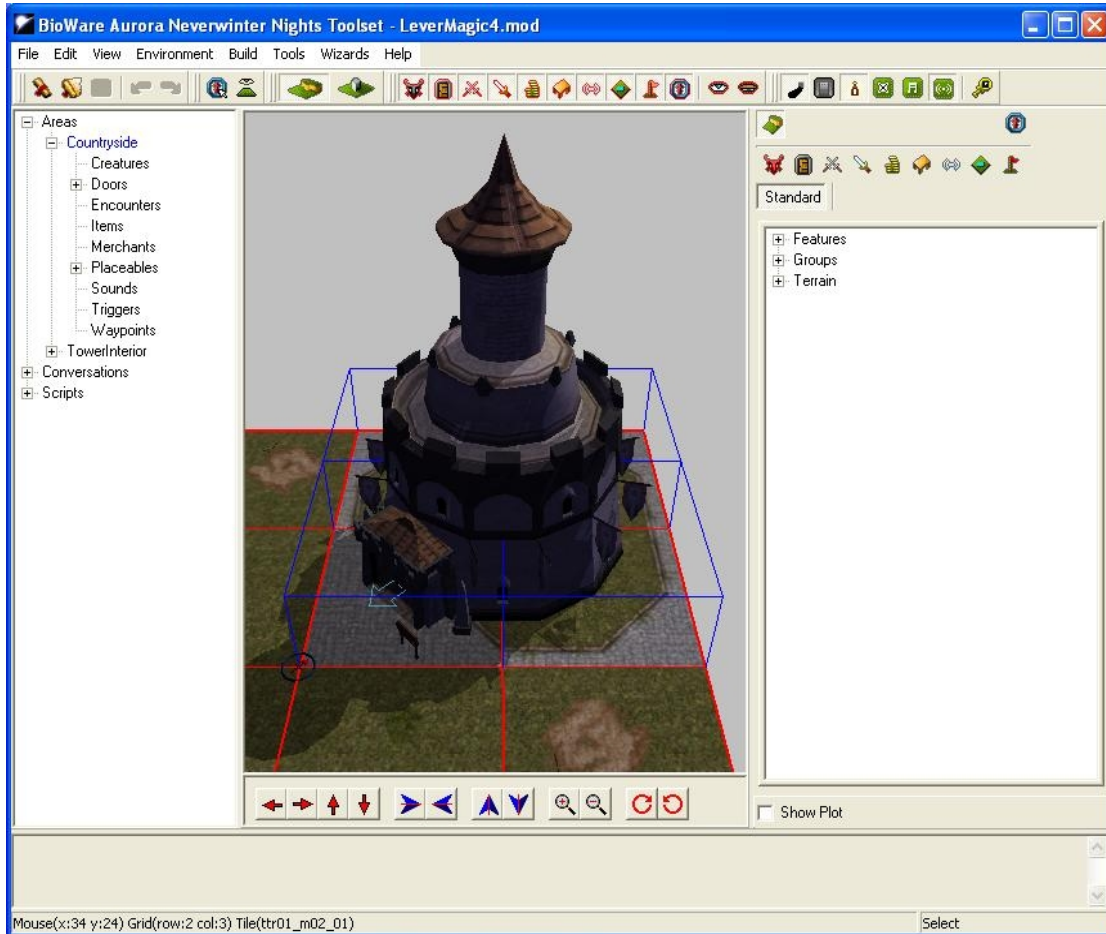 BioWare Aurora Neverwinter Nights Toolset - LeverMagic4.mod
File Edit View Environment Build Tools Wizards Help
Areas
Countryside
Creatures
Doors
Encounters
Items
Merchants
Placeables
Sounds
Triggers
Waypoints
TowerInterior
Conversations
Scripts
Standard
Features
Groups
Terrain
Show Plot
Mouse(x:34 y:24) Grid(row:2 col:3) Tile(ttr01_m02_01)
Select